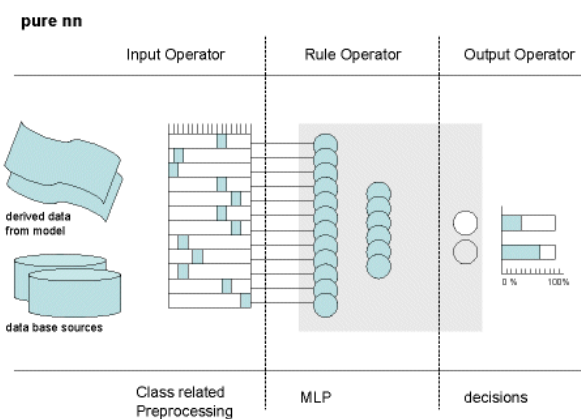 pure nn
Input Operator
Rule Operator
Output Operator
derived data
from model
data base sources
0 %
100%
Class related
Preprocessing
MLP
decisions